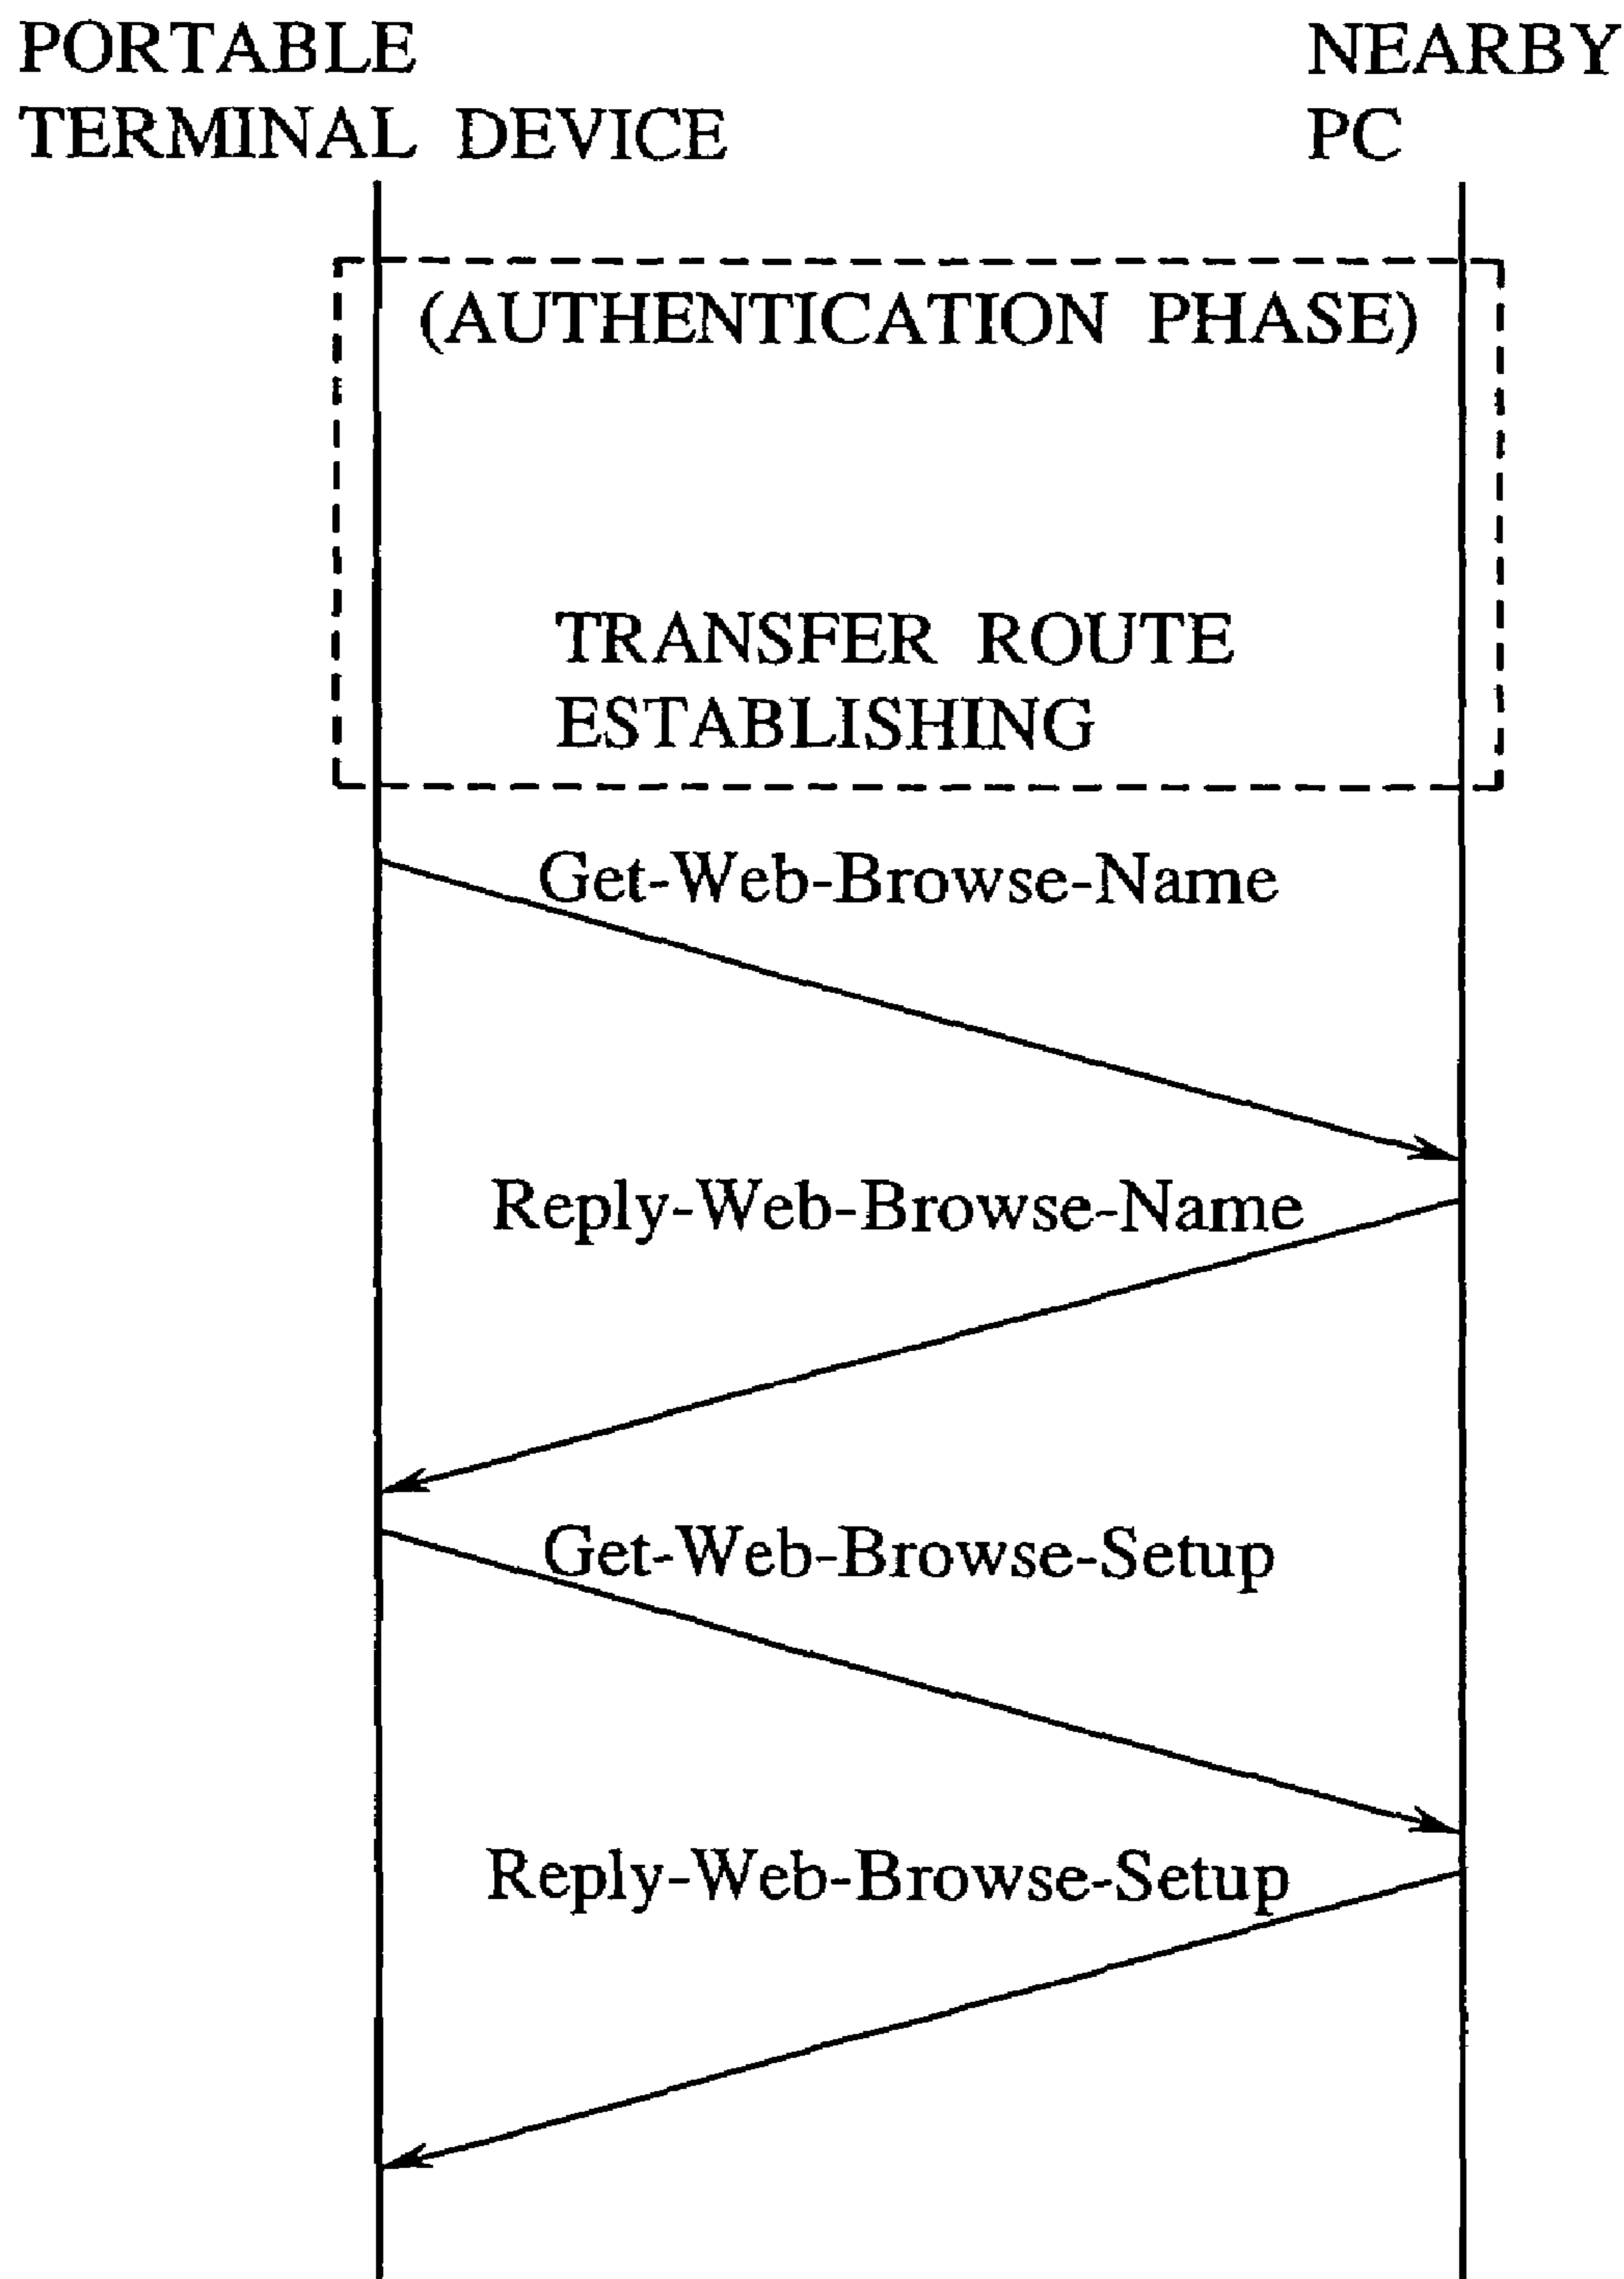 PORTABLE
TERMINAL DEVICE
NEARBY
PC
(AUTHENTICATION PHASE)
TRANSFER ROUTE
ESTABLISHING
Get-Web-Browse-Name
Reply-Web-Browse-Name
Get-Web-Browse-Setup
Reply-Web-Browse-Setup